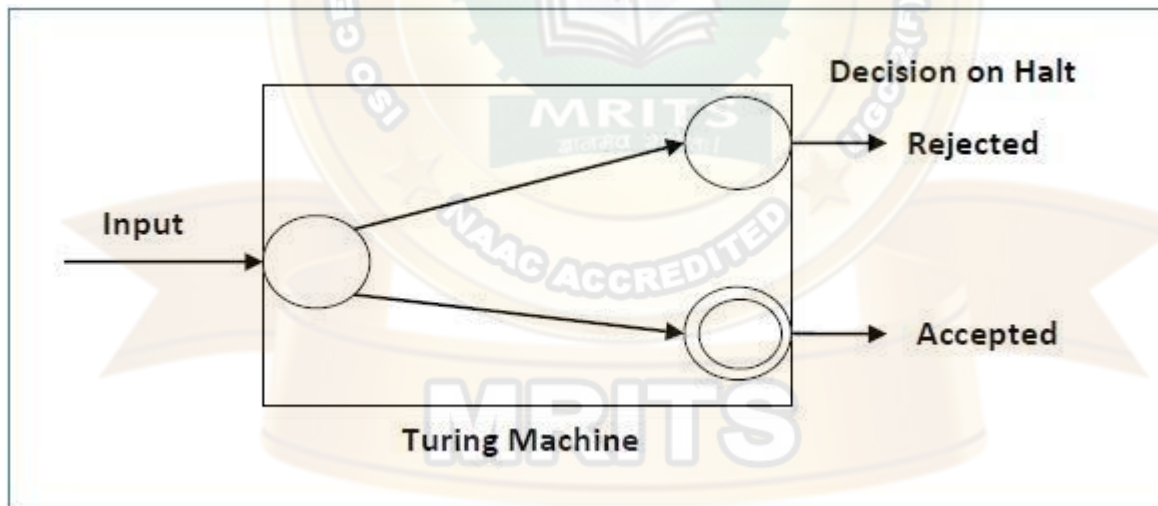 Decision on Halt
Rejected
Input
Accepted
Turing Machine
MRITS
NAAC ACCREDITED
MRITS